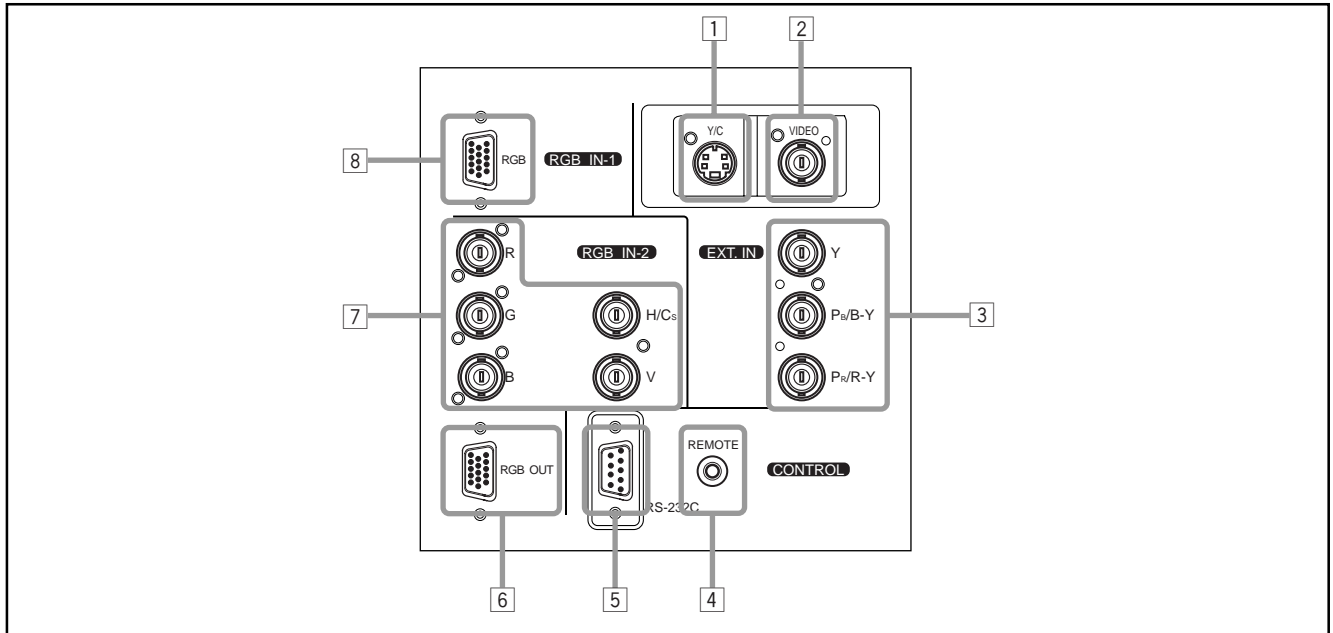 1 2
Y/C VIDEO
8 RGB RGB IN-1
R RGB IN-2 EXT. IN Y
7 G H/Cs PB/B-Y 3
B V PR/R-Y
REMOTE
RGB OUT CONTROL
RS-232C
6 5 4